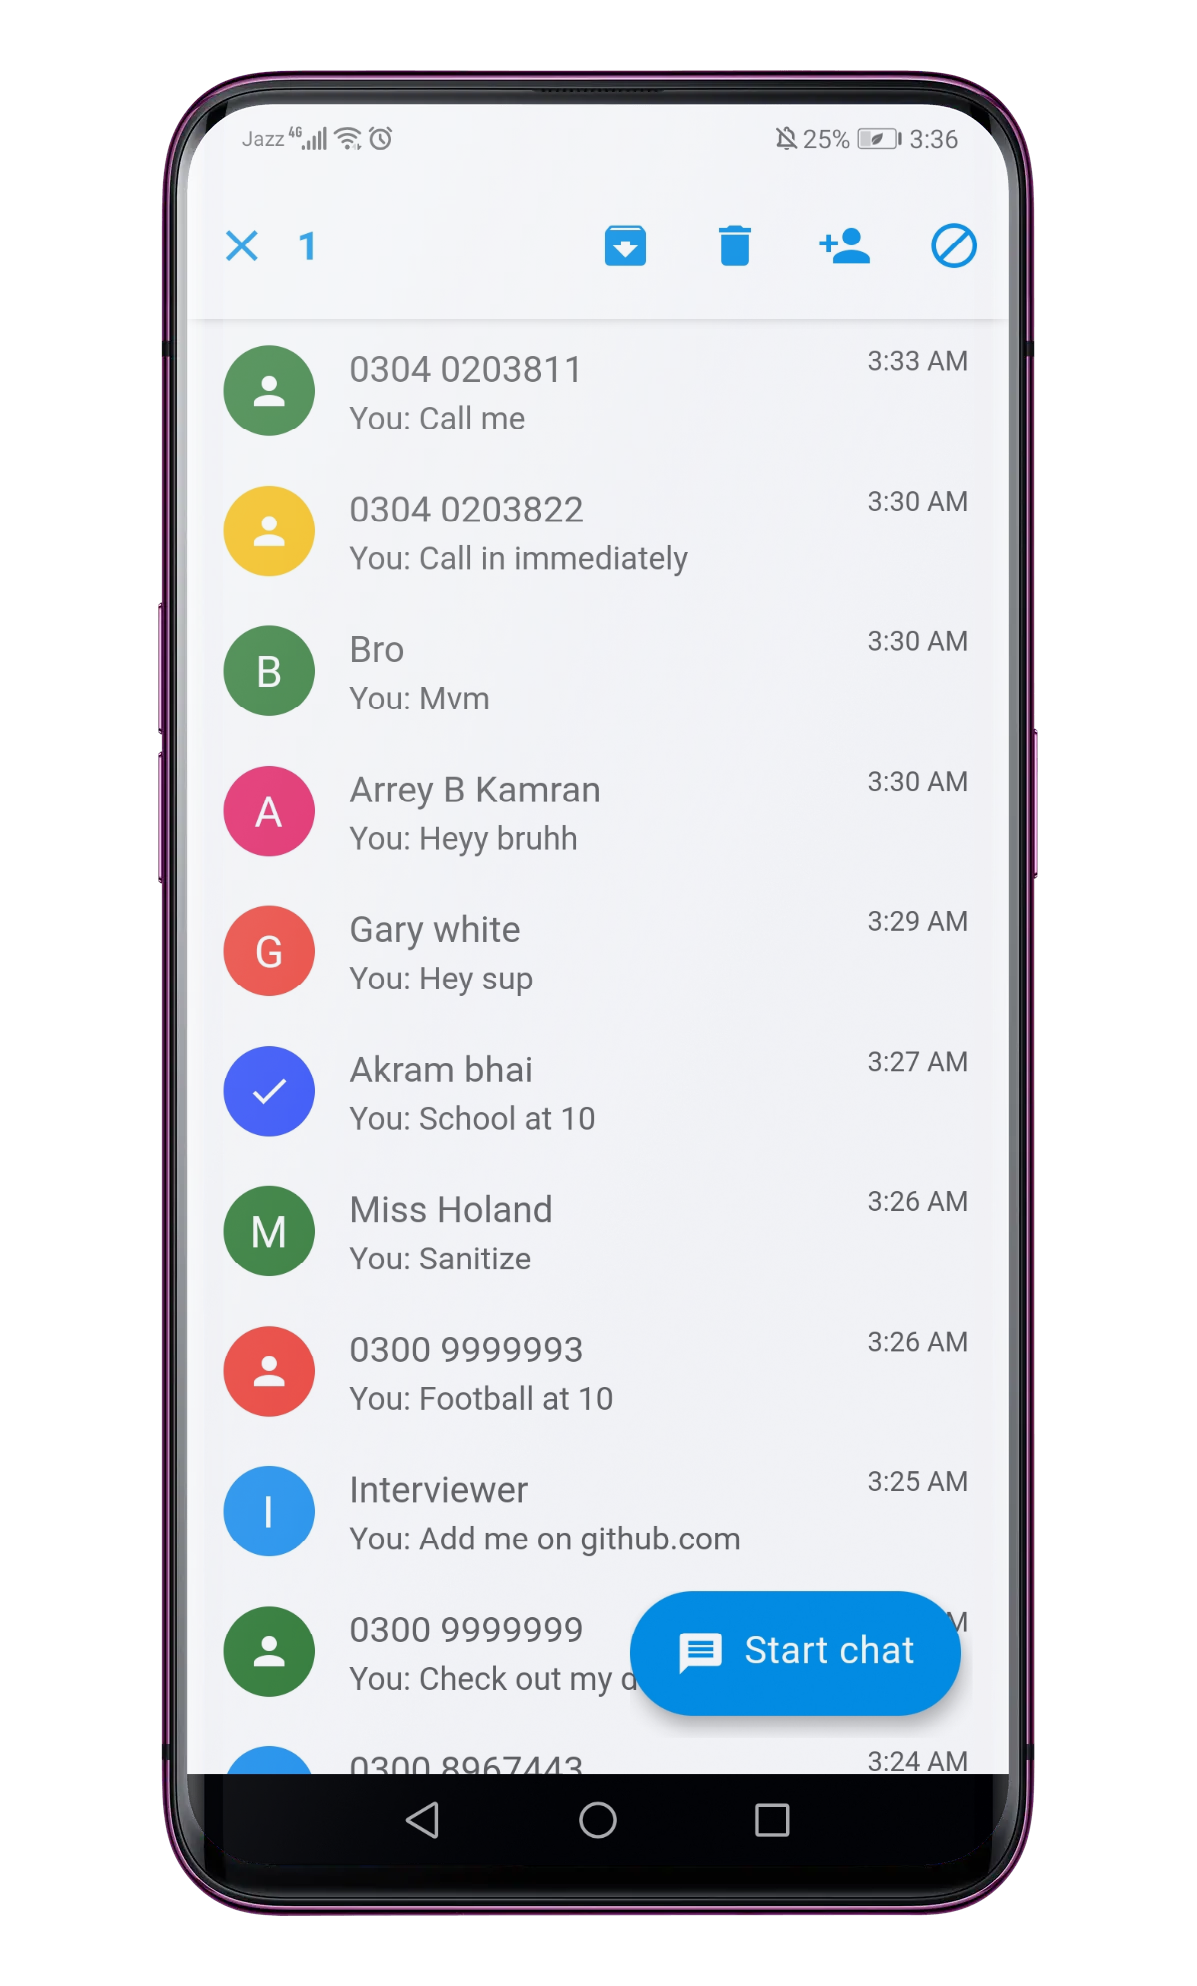 Jazz 4G 25% 3:36
1
0304 0203811 3:33 AM
You: Call me
0304 0203822 3:30 AM
You: Call in immediately
B Bro 3:30 AM
You: Mvm
A Arrey B Kamran 3:30 AM
You: Heyy bruhh
G Gary white 3:29 AM
You: Hey sup
Akram bhai 3:27 AM
You: School at 10
M Miss Holand 3:26 AM
You: Sanitize
0300 9999993 3:26 AM
You: Football at 10
I Interviewer 3:25 AM
You: Add me on github.com
0300 9999999
You: Check out my
Start chat
0300 8967443 3:24 AM